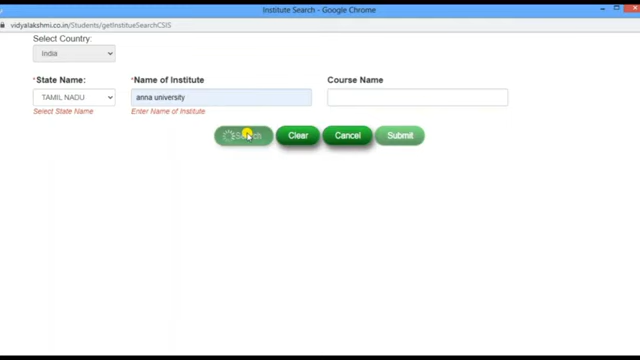 Institute Search - Google Chrome
vidyalakshmi.co.in/Students/getInstitueSearchCSIS
Select Country:
India
*State Name: *Name of Institute Course Name
TAMIL NADU anna university
Select State Name Enter Name of Institute
Search Clear Cancel Submit